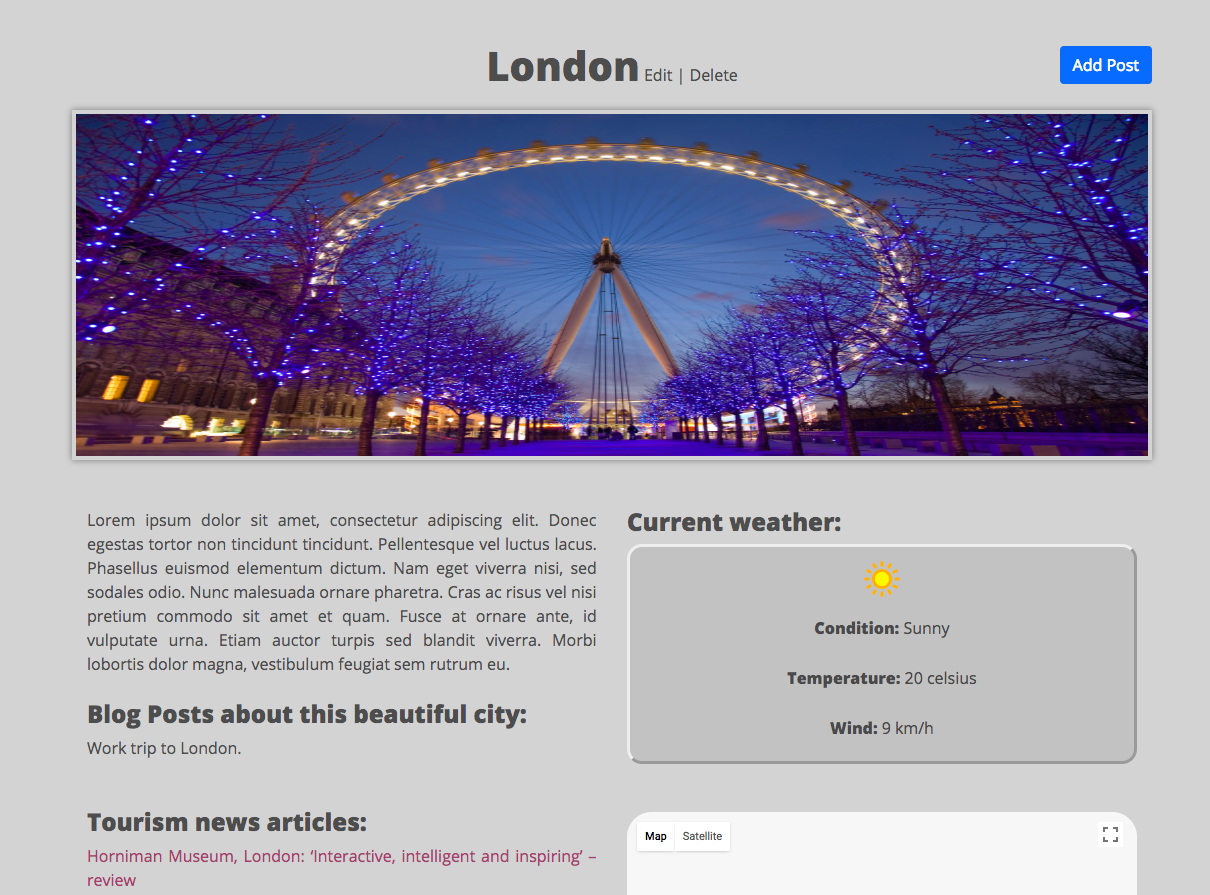 London Edit | Delete
Add Post
Lorem ipsum dolor sit amet, consectetur adipiscing elit. Donec
egestas tortor non tincidunt tincidunt. Pellentesque vel luctus lacus.
Phasellus euismod elementum dictum. Nam eget viverra nisi, sed
sodales odio. Nunc malesuada ornare pharetra. Cras ac risus vel nisi
pretium commodo sit amet et quam. Fusce at ornare ante, id
vulputate urna. Etiam auctor turpis sed blandit viverra. Morbi
lobortis dolor magna, vestibulum feugiat sem rutrum eu.
Blog Posts about this beautiful city:
Work trip to London.
Tourism news articles:
Horniman Museum, London: ‘Interactive, intelligent and inspiring’ –
review
Current weather:
Condition: Sunny
Temperature: 20 celsius
Wind: 9 km/h
Map
Satellite